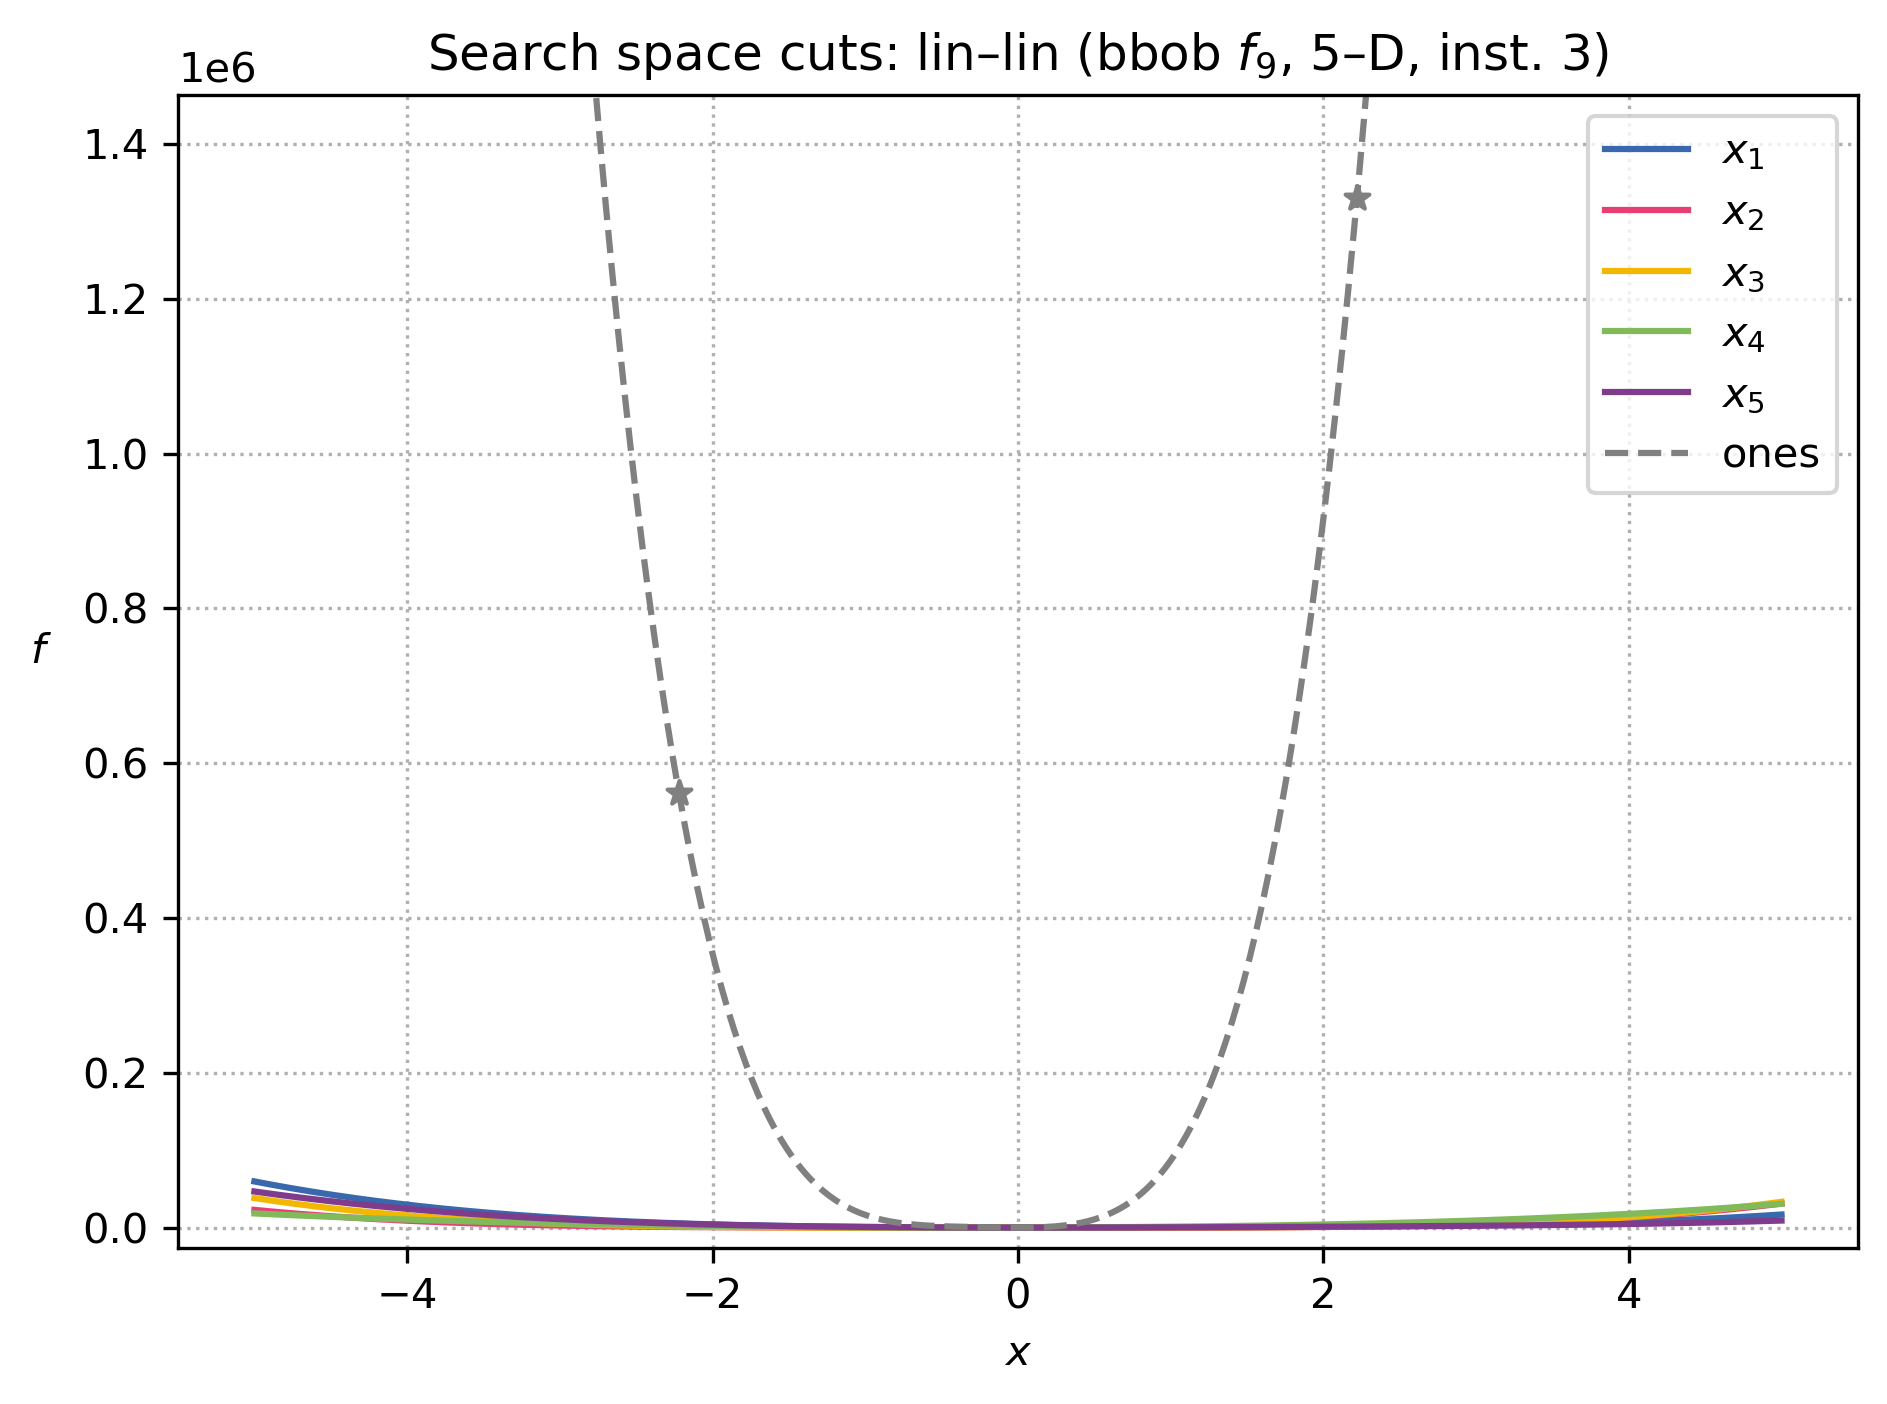 Search space cuts: lin–lin (bbob f₉, 5–D, inst. 3)
1e6
1.4
1.2
1.0
0.8
0.6
0.4
0.2
0.0
f
x₁
x₂
x₃
x₄
x₅
ones
−4 −2 0 2 4
x